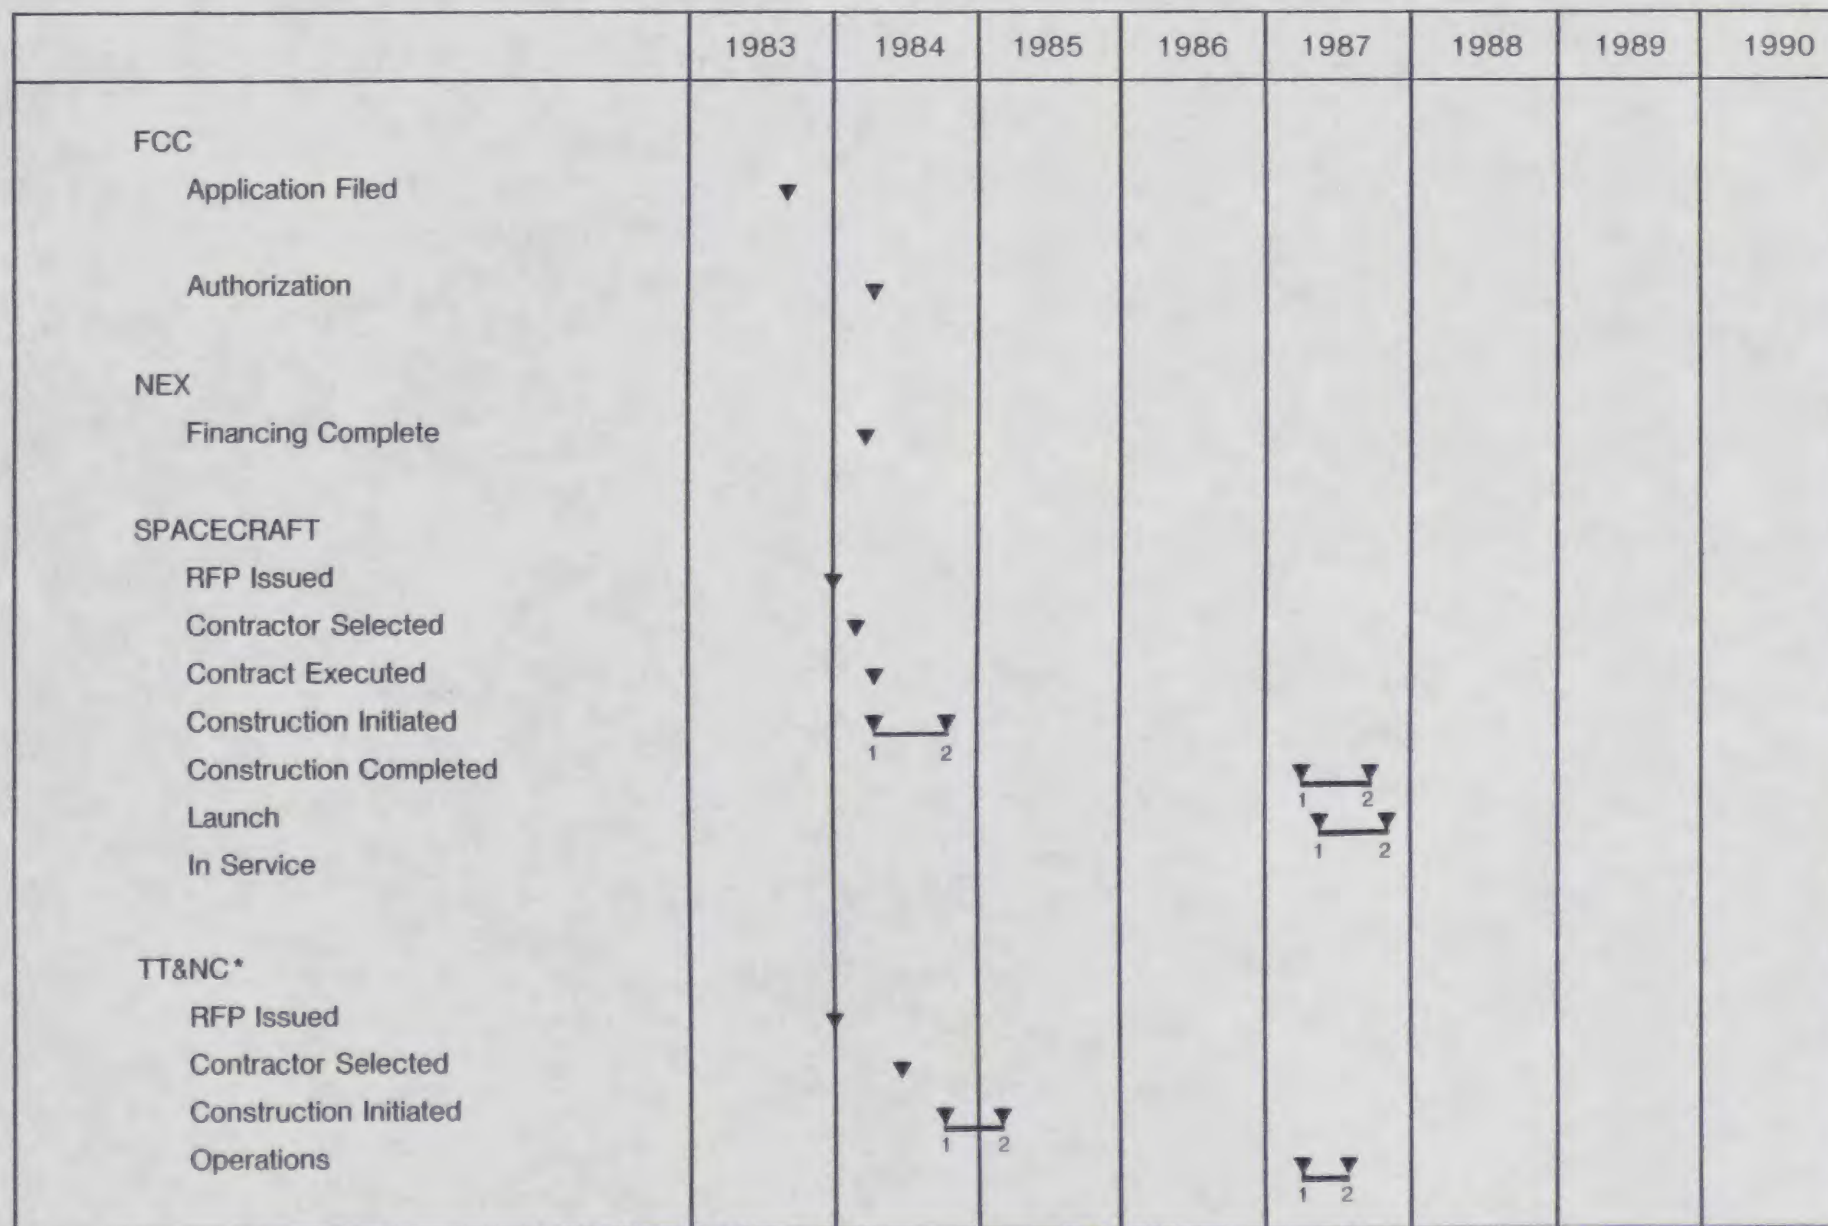 1983 1984 1985 1986 1987 1988 1989 1990
FCC
Application Filed
Authorization
NEX
Financing Complete
SPACECRAFT
RFP Issued
Contractor Selected
Contract Executed
Construction Initiated
1 2
Construction Completed
1 2
Launch
1 2
In Service
TT&NC*
RFP Issued
Contractor Selected
Construction Initiated
1 2
Operations
1 2